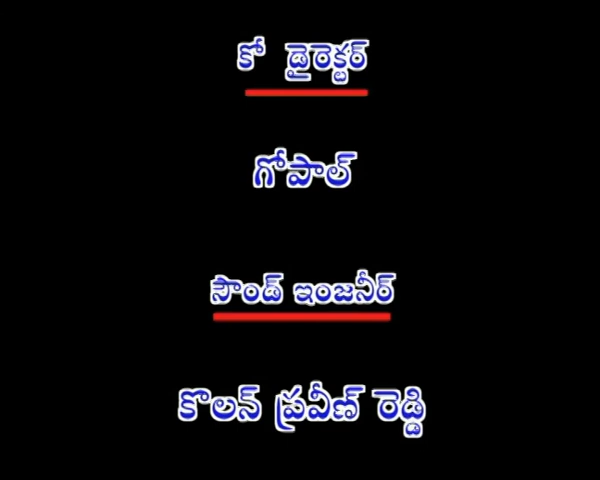 కో డైరెక్టర్
గోపాల్
సౌండ్ ఇంజనీర్
కొలన్ ప్రవీణ్ రెడ్డి